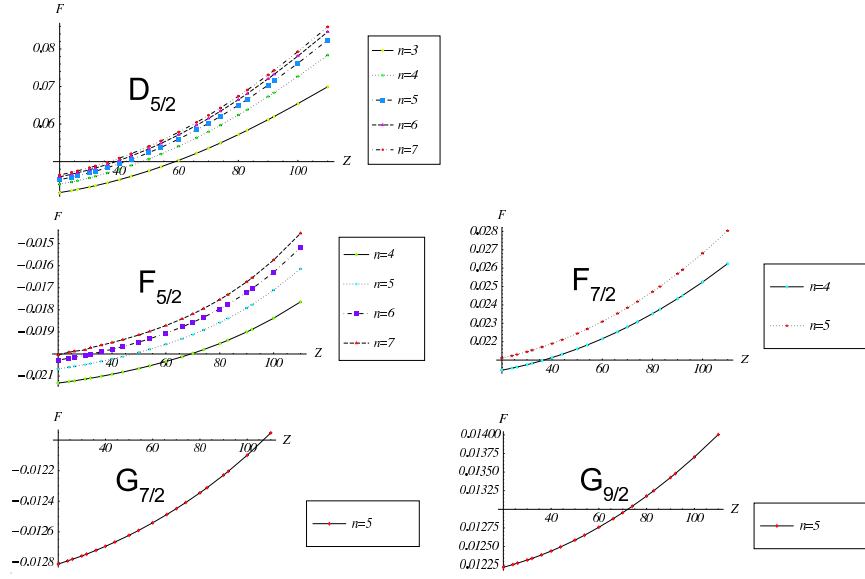 F
0.08
0.07
0.06
40 60 80 100 Z
D5/2
n=3
n=4
n=5
n=6
n=7
F
−0.015
−0.016
−0.017
−0.018
−0.019
−0.021
40 60 80 100 Z
F5/2
n=4
n=5
n=6
n=7
F
0.028
0.027
0.026
0.025
0.024
0.023
0.022
40 60 80 100 Z
F7/2
n=4
n=5
F
40 60 80 100 Z
−0.0122
−0.0124
−0.0126
−0.0128
G7/2
n=5
F
0.01400
0.01375
0.01350
0.01325
40 60 80 100 Z
0.01275
0.01250
0.01225
G9/2
n=5